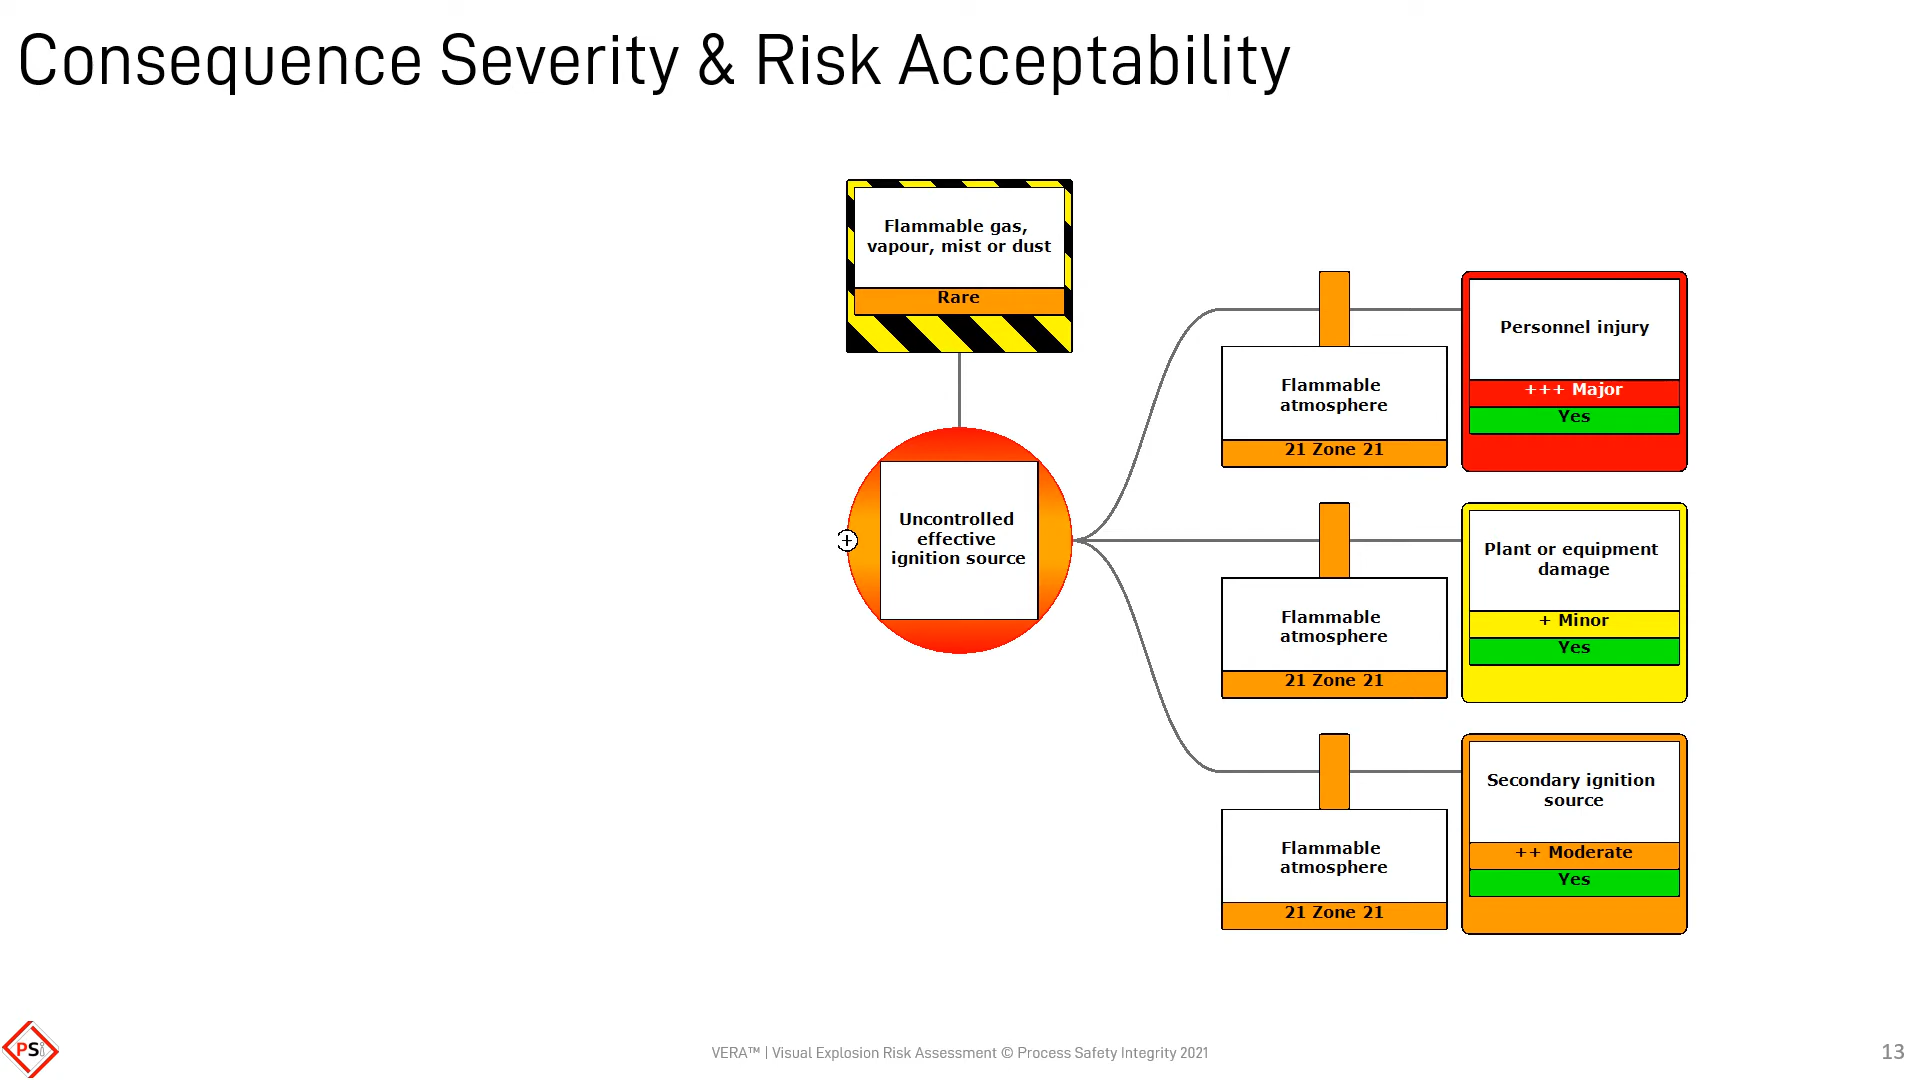 Consequence Severity & Risk Acceptability
Flammable gas,
vapour, mist or dust
Rare
Uncontrolled
effective
ignition source
Flammable
atmosphere
21 Zone 21
Personnel injury
+++ Major
Yes
Flammable
atmosphere
21 Zone 21
Plant or equipment
damage
+ Minor
Yes
Flammable
atmosphere
21 Zone 21
Secondary ignition
source
++ Moderate
Yes
PSi
VERA™ | Visual Explosion Risk Assessment © Process Safety Integrity 2021
13